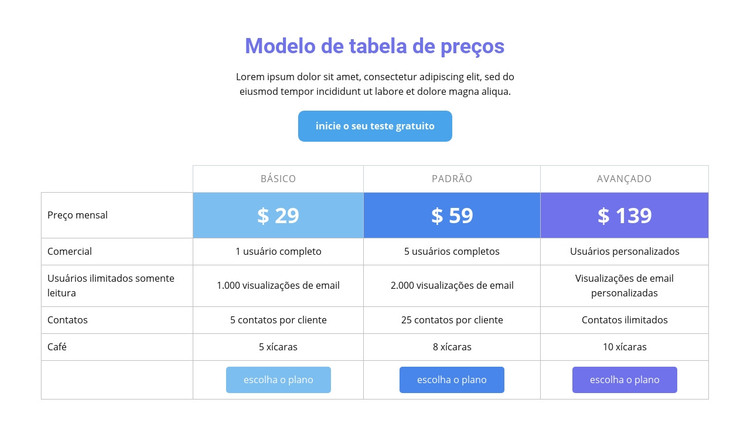 Modelo de tabela de preços
Lorem ipsum dolor sit amet, consectetur adipiscing elit, sed do
eiusmod tempor incididunt ut labore et dolore magna aliqua.
inicie o seu teste gratuito
BÁSICO PADRÃO AVANÇADO
Preço mensal $ 29 $ 59 $ 139
Comercial 1 usuário completo 5 usuários completos Usuários personalizados
Usuários ilimitados somente
leitura 1.000 visualizações de email 2.000 visualizações de email Visualizações de email
personalizadas
Contatos 5 contatos por cliente 25 contatos por cliente Contatos ilimitados
Café 5 xícaras 8 xícaras 10 xícaras
escolha o plano escolha o plano escolha o plano